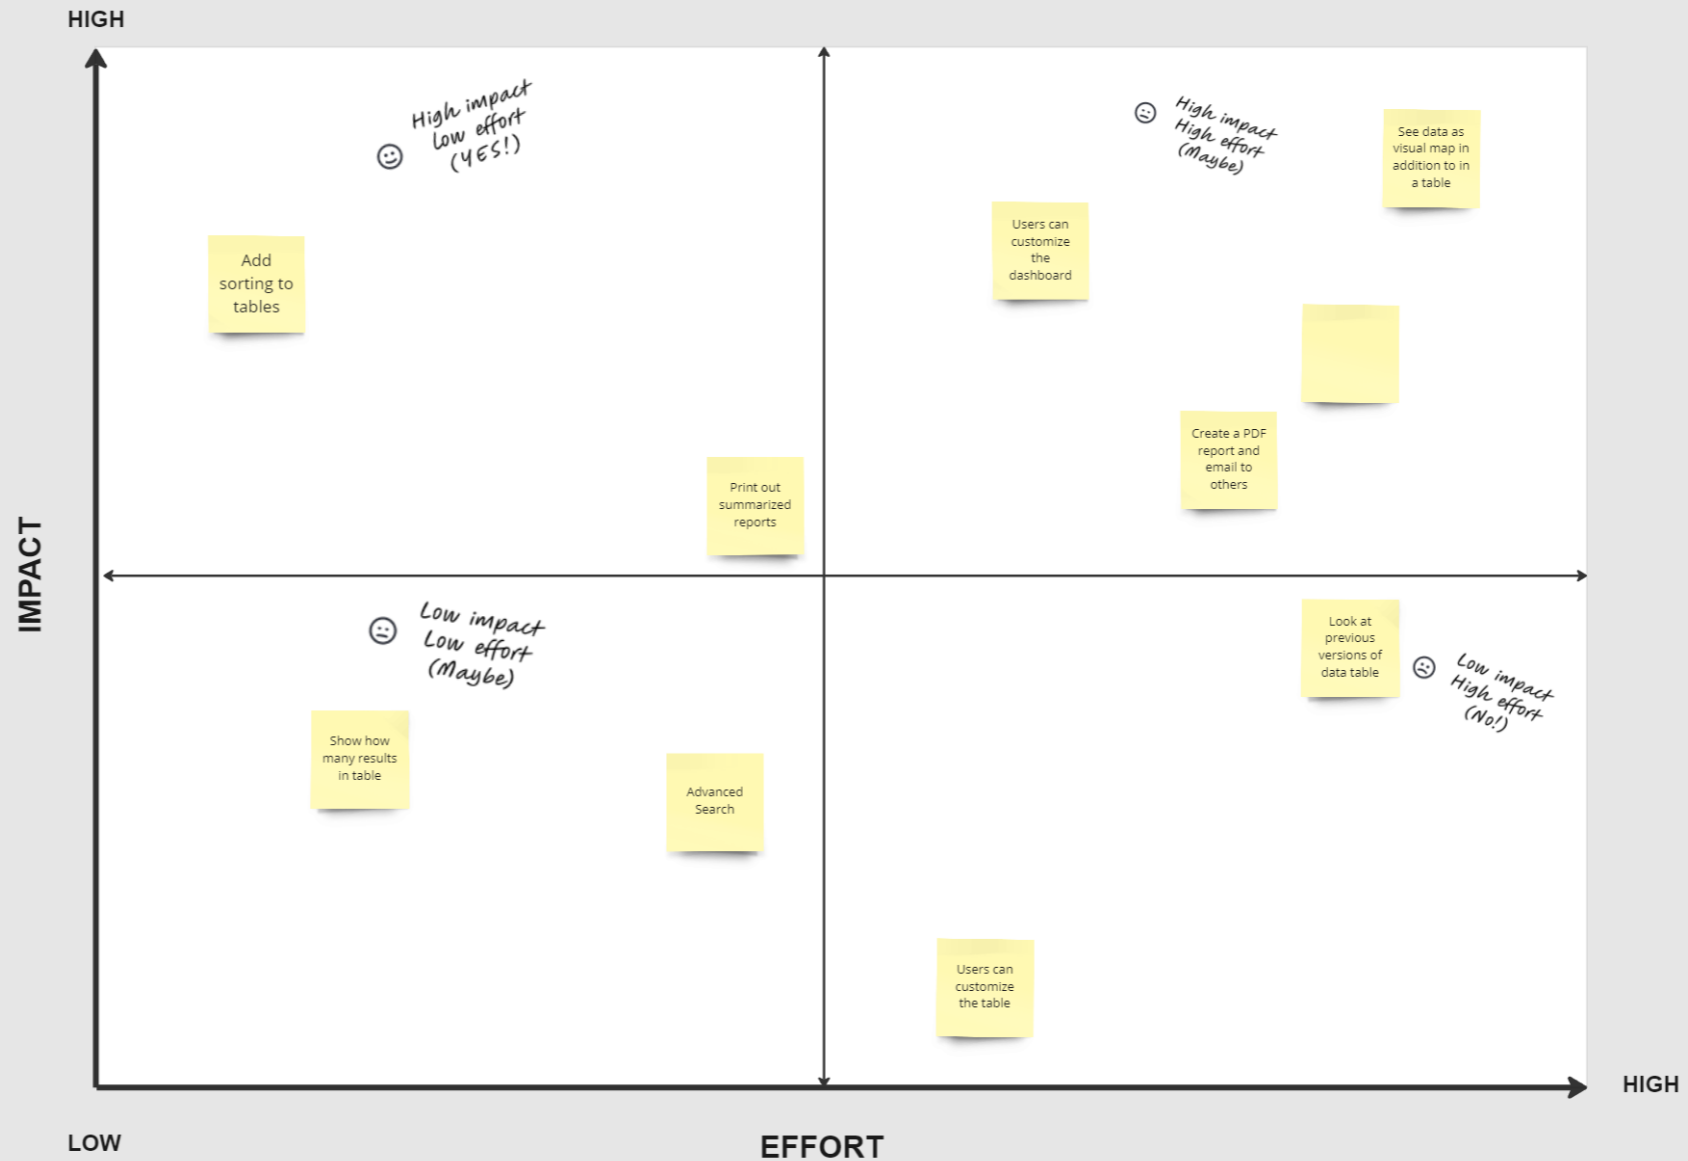 HIGH
High impact
Low effort
(YES!)
High impact
High effort
(Maybe)
See data as
visual map in
addition to in
a table
Users can
customize
the
dashboard
Add
sorting to
tables
Create a PDF
report and
email to
others
Print out
summarized
reports
IMPACT
Low impact
Low effort
(Maybe)
Look at
previous
versions of
data table
Low impact
High effort
(No!)
Show how
many results
in table
Advanced
Search
Users can
customize
the table
HIGH
LOW
EFFORT